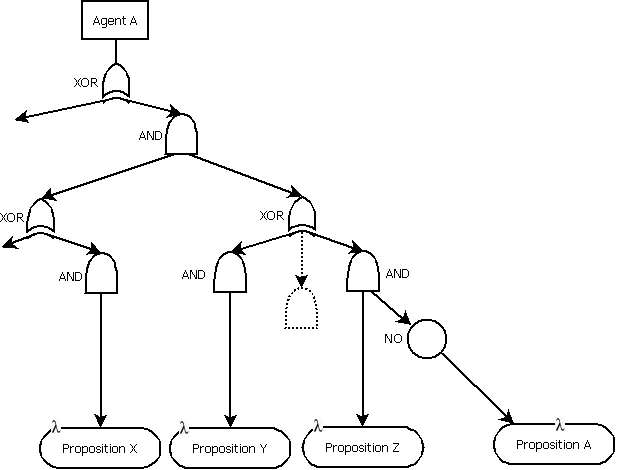 Agent A
XOR
AND
XOR
XOR
AND
AND
AND
NO
λ
λ
λ
λ
Proposition X
Proposition Y
Proposition Z
Proposition A